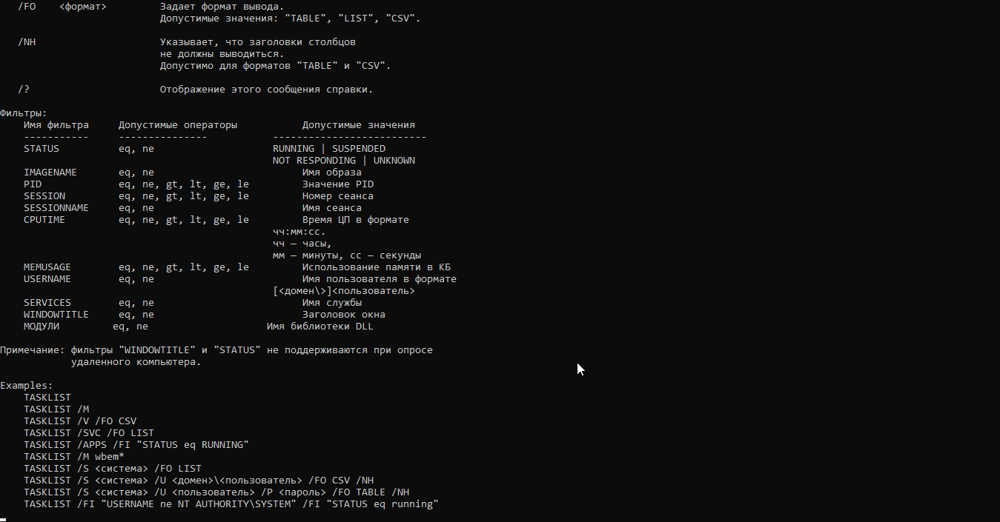 /FO    <формат>         Задает формат вывода.
                        Допустимые значения: "TABLE", "LIST", "CSV".
/NH                     Указывает, что заголовки столбцов
                        не должны выводиться.
                        Допустимо для форматов "TABLE" и "CSV".
/?                      Отображение этого сообщения справки.
Фильтры:
    Имя фильтра     Допустимые операторы           Допустимые значения
    -----------     ---------------           --------------------------
    STATUS          eq, ne                    RUNNING | SUSPENDED
                                              NOT RESPONDING | UNKNOWN
    IMAGENAME       eq, ne                         Имя образа
    PID             eq, ne, gt, lt, ge, le         Значение PID
    SESSION         eq, ne, gt, lt, ge, le         Номер сеанса
    SESSIONNAME     eq, ne                         Имя сеанса
    CPUTIME         eq, ne, gt, lt, ge, le         Время ЦП в формате
                                              чч:мм:сс.
                                              чч — часы,
                                              мм — минуты, сс — секунды
    MEMUSAGE        eq, ne, gt, lt, ge, le         Использование памяти в КБ
    USERNAME        eq, ne                         Имя пользователя в формате
                                              [<домен\>]<пользователь>
    SERVICES        eq, ne                         Имя службы
    WINDOWTITLE     eq, ne                         Заголовок окна
    МОДУЛИ         eq, ne                    Имя библиотеки DLL
Примечание: фильтры "WINDOWTITLE" и "STATUS" не поддерживаются при опросе
            удаленного компьютера.
Examples:
    TASKLIST
    TASKLIST /M
    TASKLIST /V /FO CSV
    TASKLIST /SVC /FO LIST
    TASKLIST /APPS /FI "STATUS eq RUNNING"
    TASKLIST /M wbem*
    TASKLIST /S <система> /FO LIST
    TASKLIST /S <система> /U <домен>\<пользователь> /FO CSV /NH
    TASKLIST /S <система> /U <пользователь> /P <пароль> /FO TABLE /NH
    TASKLIST /FI "USERNAME ne NT AUTHORITY\SYSTEM" /FI "STATUS eq running"